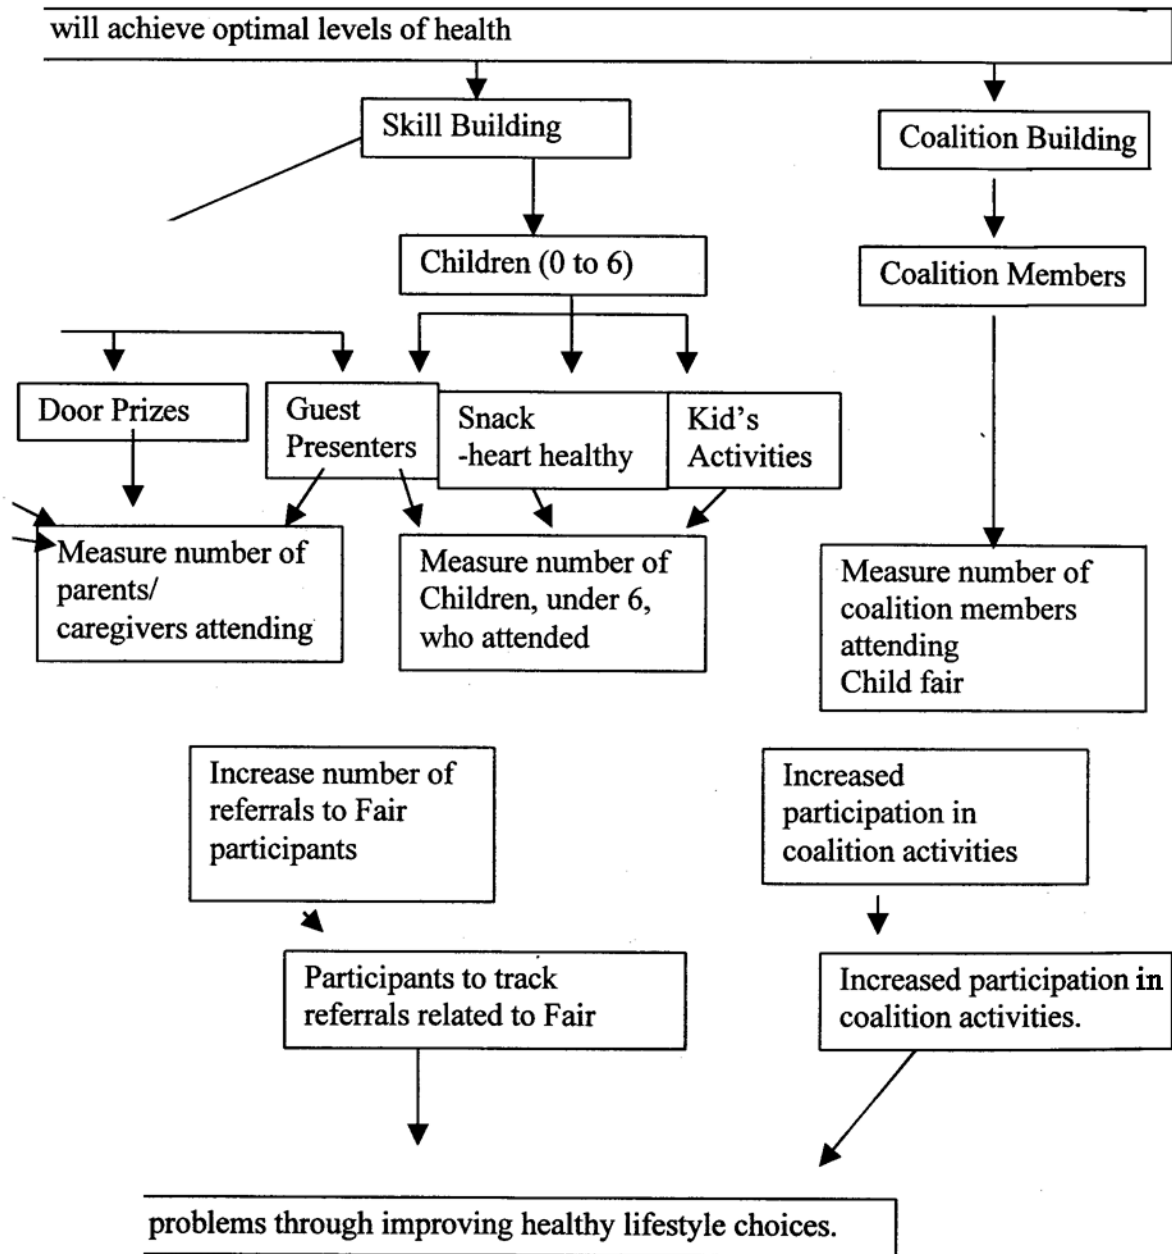 will achieve optimal levels of health
Skill Building
Coalition Building
Children (0 to 6)
Coalition Members
Door Prizes
Guest
Presenters
Snack
-heart healthy
Kid's
Activities
Measure number of
parents/
caregivers attending
Measure number of
Children, under 6,
who attended
Measure number of
coalition members
attending
Child fair
Increase number of
referrals to Fair
participants
Increased
participation in
coalition activities
Participants to track
referrals related to Fair
Increased participation in
coalition activities.
problems through improving healthy lifestyle choices.